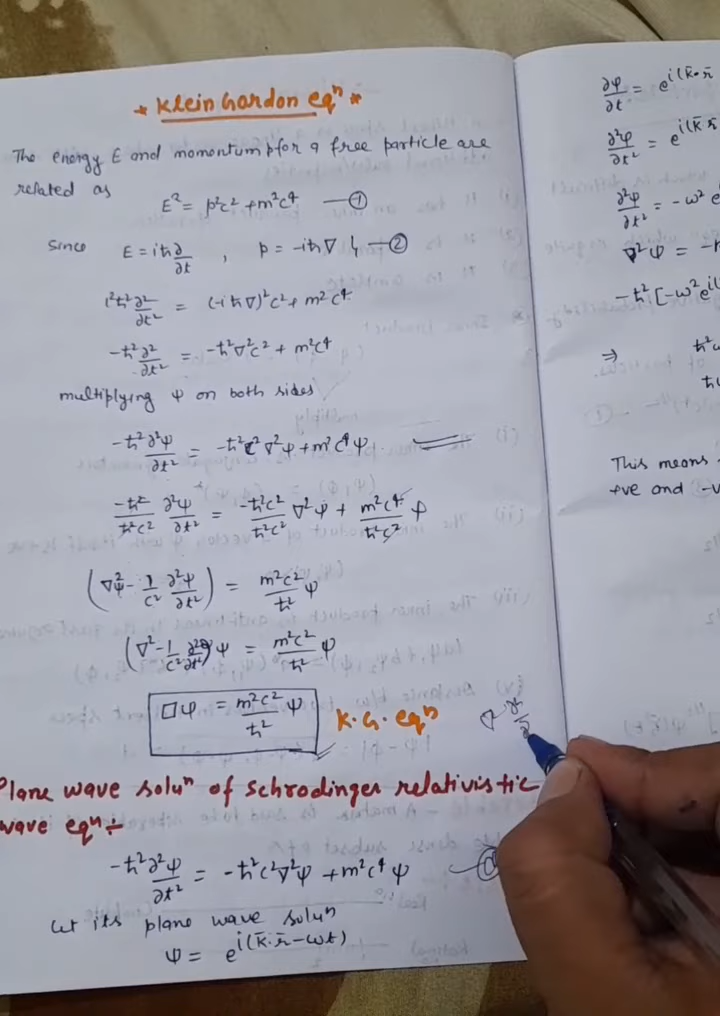 * Klein Gordon eqⁿ *
The energy E and momentum p for a free particle are
related as
E² = p²c² + m²c⁴ —①
Since E = iħ∂/∂t , p = -iħ∇ } —②
i²ħ²∂²/∂t² = (-iħ∇)²c² + m²c⁴
-ħ²∂²/∂t² = -ħ²∇²c² + m²c⁴
multiplying ψ on both sides
-ħ²∂²ψ/∂t² = -ħ²c²∇²ψ + m²c⁴ψ
-ħ²/ħ²c² ∂²ψ/∂t² = -ħ²c²/ħ²c² ∇²ψ + m²c⁴/ħ²c² ψ
(∇²ψ - 1/c² ∂²ψ/∂t²) = m²c²/ħ² ψ
(∇² - 1/c² ∂²/∂t²)ψ = m²c²/ħ² ψ
□ψ = m²c²/ħ² ψ K.G. eqⁿ
Plane wave soluⁿ of Schrodinger relativistic
wave eqⁿ:-
-ħ²∂²ψ/∂t² = -ħ²c²∇²ψ + m²c⁴ψ —①
Let its plane wave soluⁿ
ψ = e^i(k̄·r̄-ωt)
∂ψ/∂t = e^i(k̄·r̄
∂²ψ/∂t² = e^i(k̄·r̄
∂²ψ/∂t² = -ω² e
∇²ψ = -
-ħ²[-ω²e^i(
⇒ ħ²ω
This means
+ve and -v